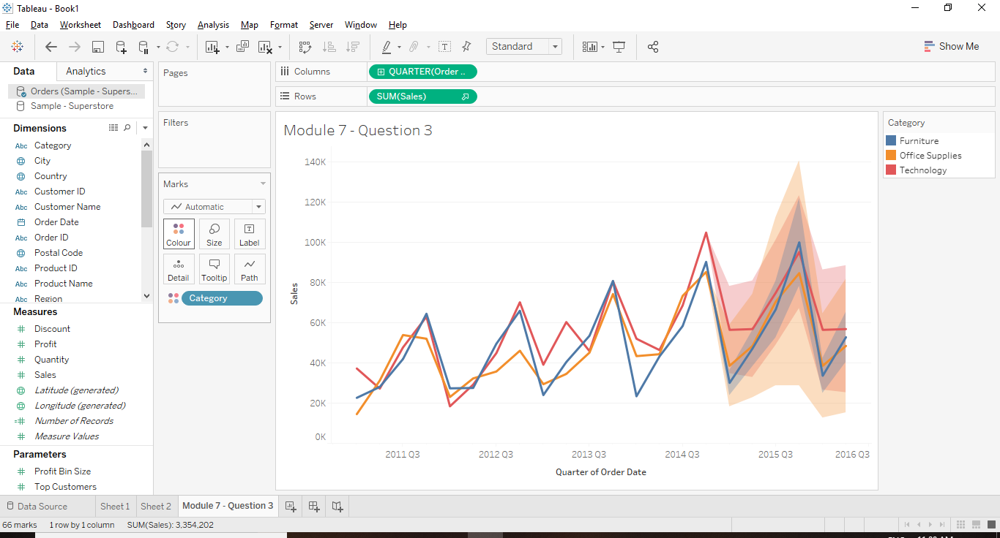 Tableau - Book1
File Data Worksheet Dashboard Story Analysis Map Format Server Window Help
Standard
Show Me
Data Analytics
Orders (Sample - Supers...
Sample - Superstore
Dimensions
Abc Category
City
Country
Abc Customer ID
Abc Customer Name
Order Date
Abc Order ID
Postal Code
Abc Product ID
Abc Product Name
Abc Region
Measures
Discount
Profit
Quantity
Sales
Latitude (generated)
Longitude (generated)
Number of Records
Measure Values
Parameters
Profit Bin Size
Top Customers
Pages
Filters
Marks
Automatic
Colour Size Label
Detail Tooltip Path
Category
Columns QUARTER(Order ..
Rows SUM(Sales)
Module 7 - Question 3
140K
120K
100K
80K
60K
40K
20K
0K
Sales
2011 Q3 2012 Q3 2013 Q3 2014 Q3 2015 Q3 2016 Q3
Quarter of Order Date
Category
Furniture
Office Supplies
Technology
Data Source Sheet 1 Sheet 2 Module 7 - Question 3
66 marks 1 row by 1 column SUM(Sales): 3,354,202